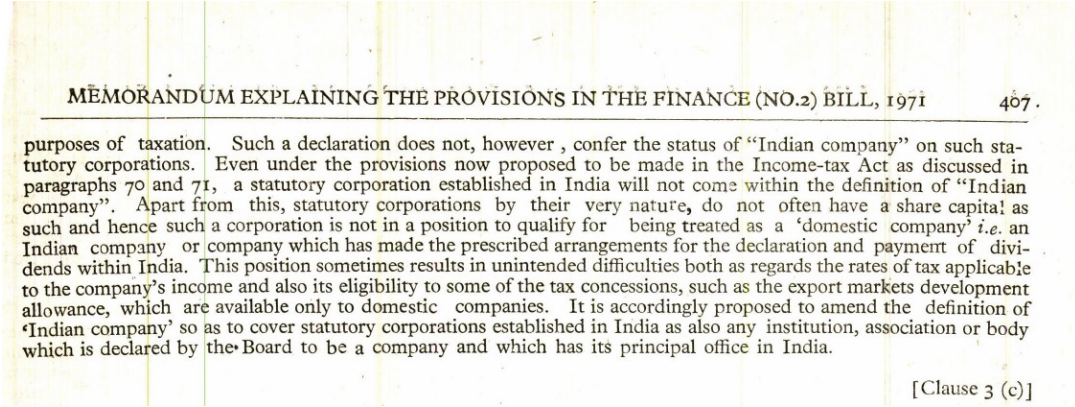 MEMORANDUM EXPLAINING THE PROVISIONS IN THE FINANCE (NO.2) BILL, 1971 407.
purposes of taxation. Such a declaration does not, however , confer the status of “Indian company” on such sta-
tutory corporations. Even under the provisions now proposed to be made in the Income-tax Act as discussed in
paragraphs 70 and 71, a statutory corporation established in India will not come within the definition of “Indian
company”. Apart from this, statutory corporations by their very nature, do not often have a share capital as
such and hence such a corporation is not in a position to qualify for being treated as a ‘domestic company’ i.e. an
Indian company or company which has made the prescribed arrangements for the declaration and payment of divi-
dends within India. This position sometimes results in unintended difficulties both as regards the rates of tax applicable
to the company’s income and also its eligibility to some of the tax concessions, such as the export markets development
allowance, which are available only to domestic companies. It is accordingly proposed to amend the definition of
‘Indian company’ so as to cover statutory corporations established in India as also any institution, association or body
which is declared by the Board to be a company and which has its principal office in India.
[Clause 3 (c)]